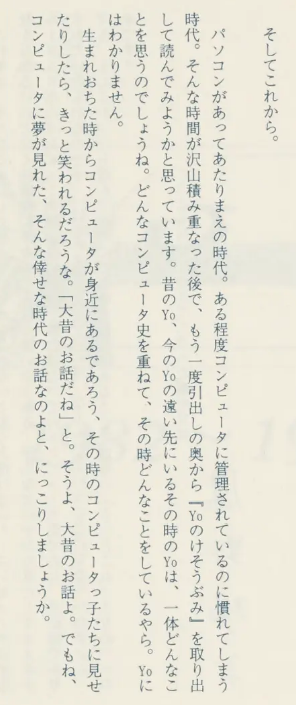 そしてこれから。
パソコンがあってあたりまえの時代。ある程度コンピュータに管理されているのに慣れてしまう
時代。そんな時間が沢山積み重なった後で、もう一度引出しの奥から『Yoのけそうぶみ』を取り出
して読んでみようかと思っています。昔のYo、今のYoの遠い先にいるその時のYoは、一体どんなこ
とを思うのでしょうね。どんなコンピュータ史を重ねて、その時どんなことをしているやら。Yoに
はわかりません。
生まれおちた時からコンピュータが身近にあるであろう、その時のコンピュータっ子たちに見せ
たりしたら、きっと笑われるだろうな。「大昔のお話だね」と。そうよ、大昔のお話よ。でもね、
コンピュータに夢が見れた、そんな倖せな時代のお話なのよと、にっこりしましょうか。